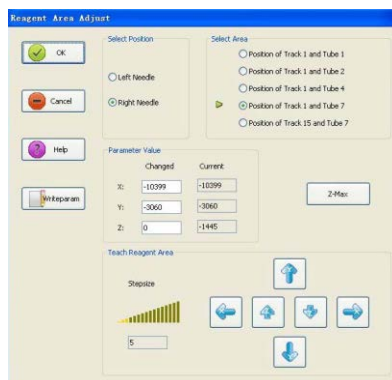 Reagent Area Adjust
OK
Cancel
Help
Writeparam
Select Position
Left Needle
Right Needle
Select Area
Position of Track 1 and Tube 1
Position of Track 1 and Tube 2
Position of Track 1 and Tube 4
Position of Track 1 and Tube 7
Position of Track 15 and Tube 7
Parameter Value
Changed Current
X: -10399 -10399
Y: -3060 -3060
Z: 0 -1445
Z-Max
Teach Reagent Area
Stepsize
5